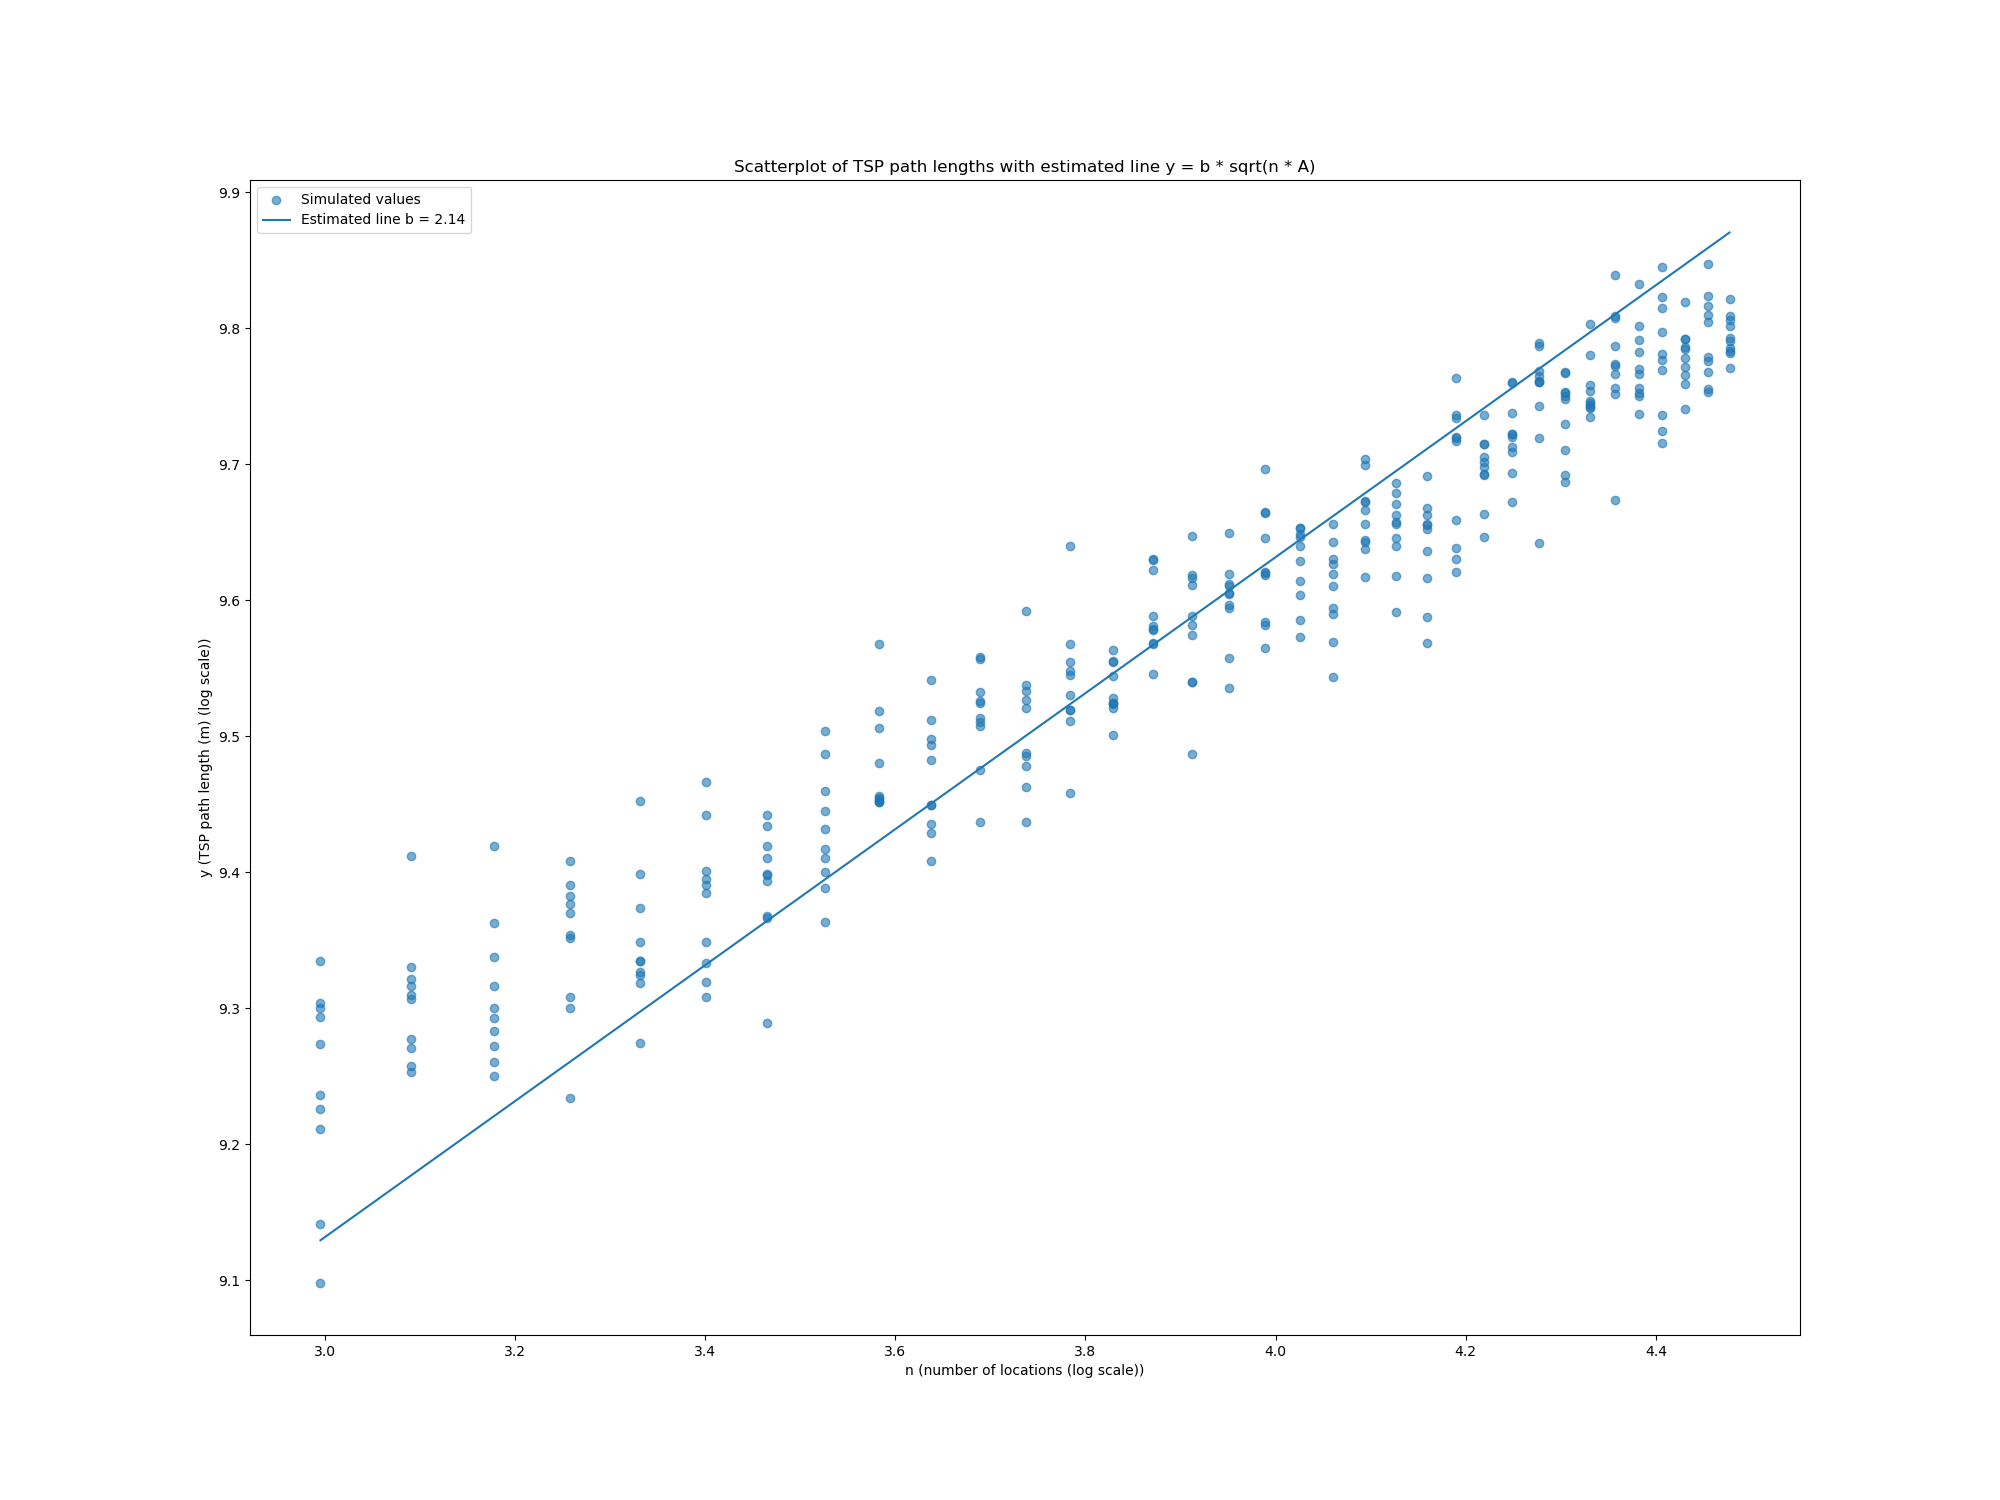 Scatterplot of TSP path lengths with estimated line y = b * sqrt(n * A)
Simulated values
Estimated line b = 2.14
y (TSP path length (m) (log scale))
9.9
9.8
9.7
9.6
9.5
9.4
9.3
9.2
9.1
3.0 3.2 3.4 3.6 3.8 4.0 4.2 4.4
n (number of locations (log scale))